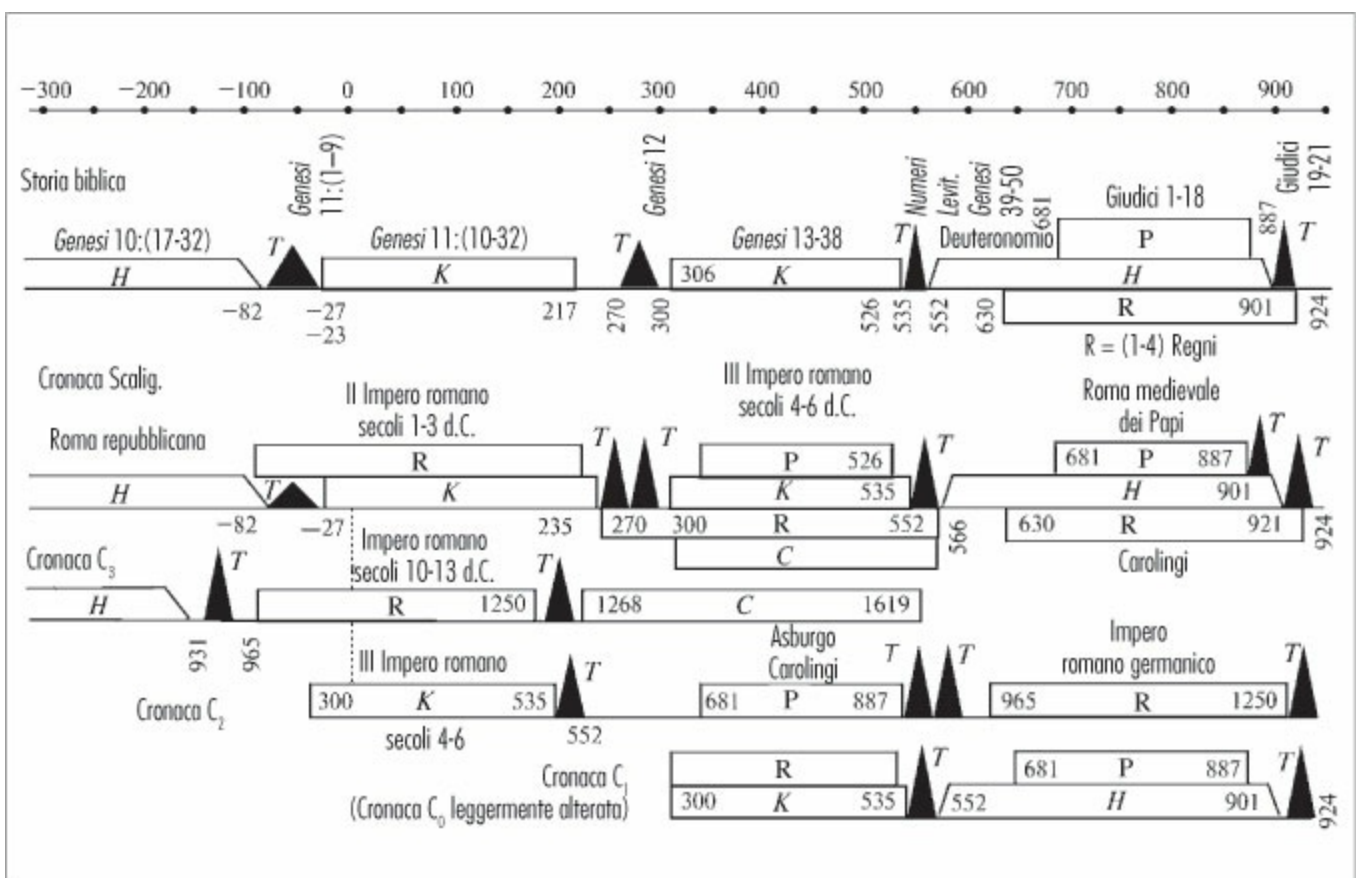 −300 −200 −100 0 100 200 300 400 500 600 700 800 900
Storia biblica
Genesi 11:(1−9)
Genesi 12
Numeri
Levit.
Genesi 39-50
681
Giudici 1-18
887
Giudici 19-21
Genesi 10:(17-32) T Genesi 11:(10-32) T Genesi 13-38 T Deuteronomio P T
H K 306 K H
−82 −27 217 270 300 526 535 552 630 R 901 924
−23
R = (1-4) Regni
Cronaca Scalig.
II Impero romano
secoli 1-3 d.C.
III Impero romano
secoli 4-6 d.C.
Roma medievale
dei Papi
Roma repubblicana R T T P 526 T 681 P 887 T T
H T K K 535 H 901
−82 −27 235 270 300 R 552 566 630 R 921 924
C Carolingi
Cronaca C3
Impero romano
secoli 10-13 d.C.
H T R 1250 T 1268 C 1619
931 965
Cronaca C2
III Impero romano
300 K 535 T
secoli 4-6
552
Asburgo
Carolingi
681 P 887 T T
Impero
romano germanico
965 R 1250 T
Cronaca C1
(Cronaca C0 leggermente alterata)
R T 681 P 887 T
300 K 535 552 H 901 924